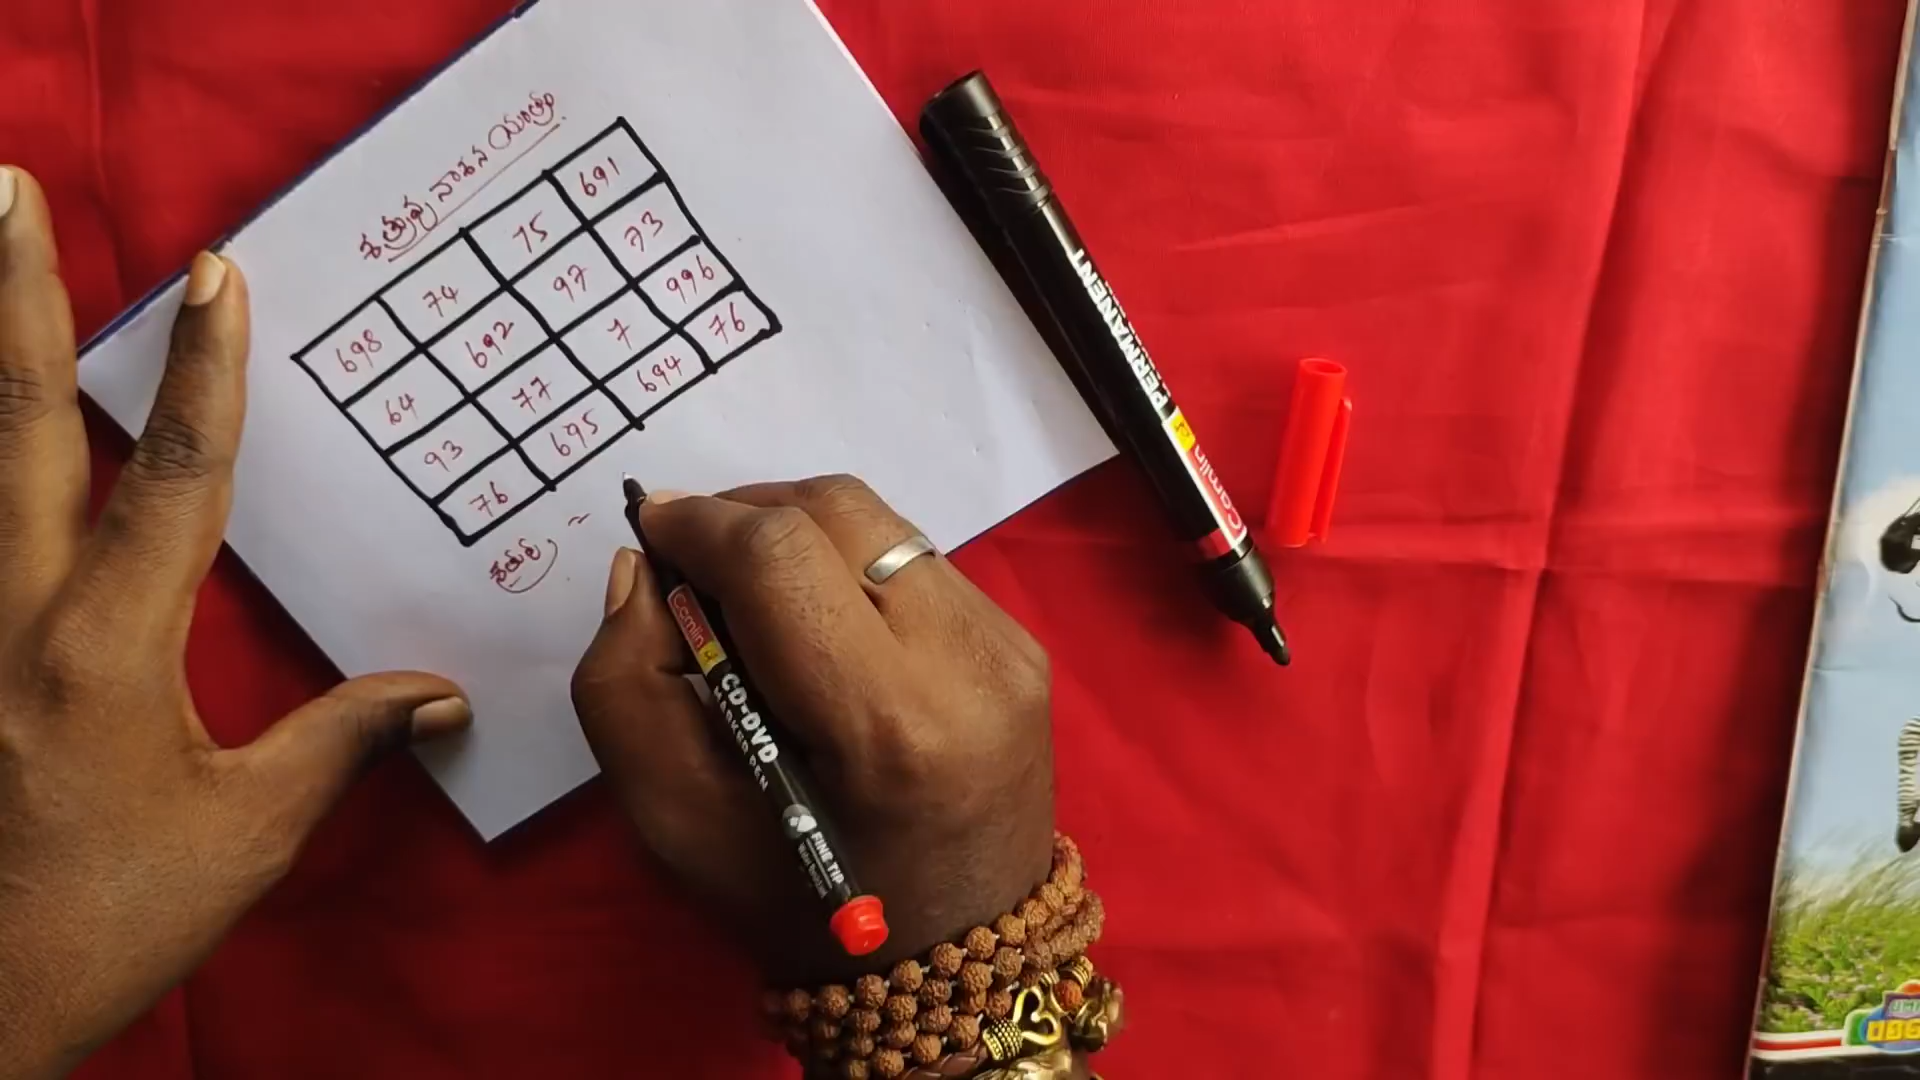 శత్రువు నాశన యంత్రం
698 74 75 691
64 692 97 73
93 77 7 996
76 695 694 76
శత్రువు ~
PERMANENT
Camlin
Camlin
CD-DVD
MARKER PEN
FINE TIP